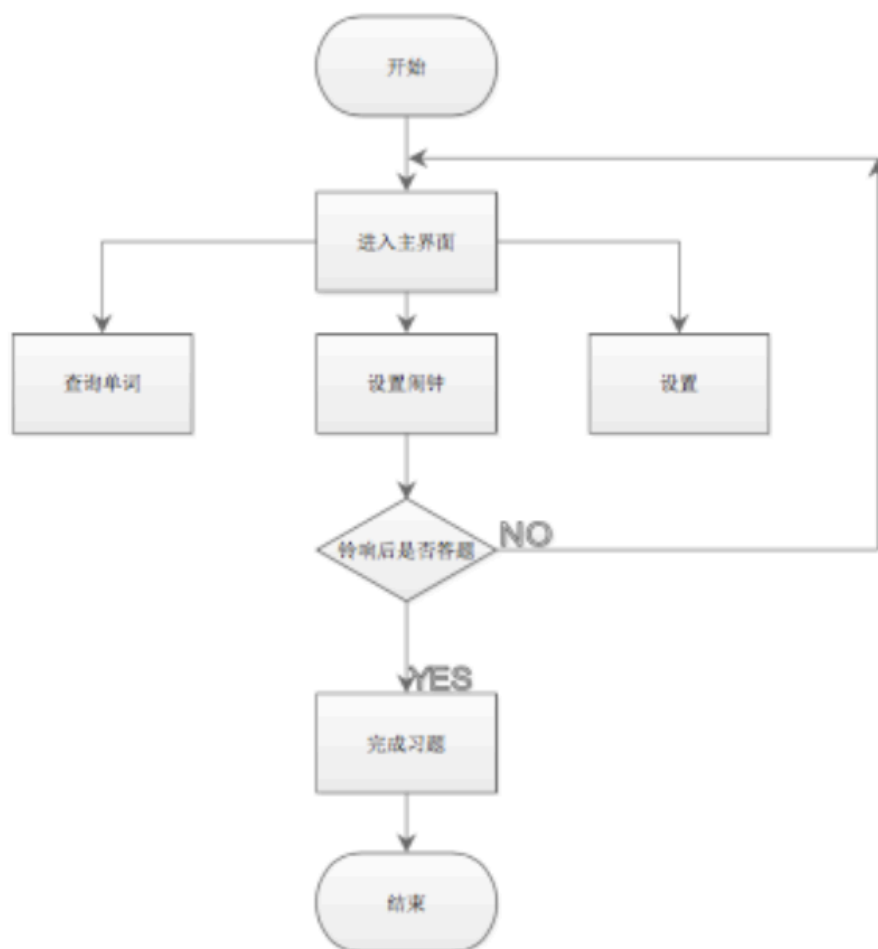 开始
进入主界面
查询单词
设置闹钟
设置
铃响后是否答题
NO
YES
完成习题
结束